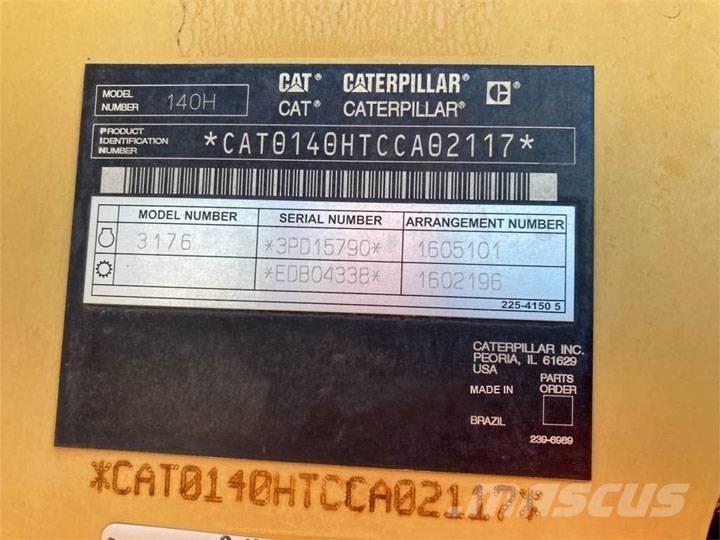 MODEL NUMBER 140H
CAT® CATERPILLAR®
CAT® CATERPILLAR®
PRODUCT IDENTIFICATION NUMBER *CAT0140HTCCA02117*
MODEL NUMBER SERIAL NUMBER ARRANGEMENT NUMBER
3176 *3PD15790* 1605101
*EDB04338* 1602196
225-4150 5
CATERPILLAR INC.
PEORIA, IL 61629
USA
MADE IN
BRAZIL
PARTS
ORDER
239-6989
*CAT0140HTCCA02117*
mascus